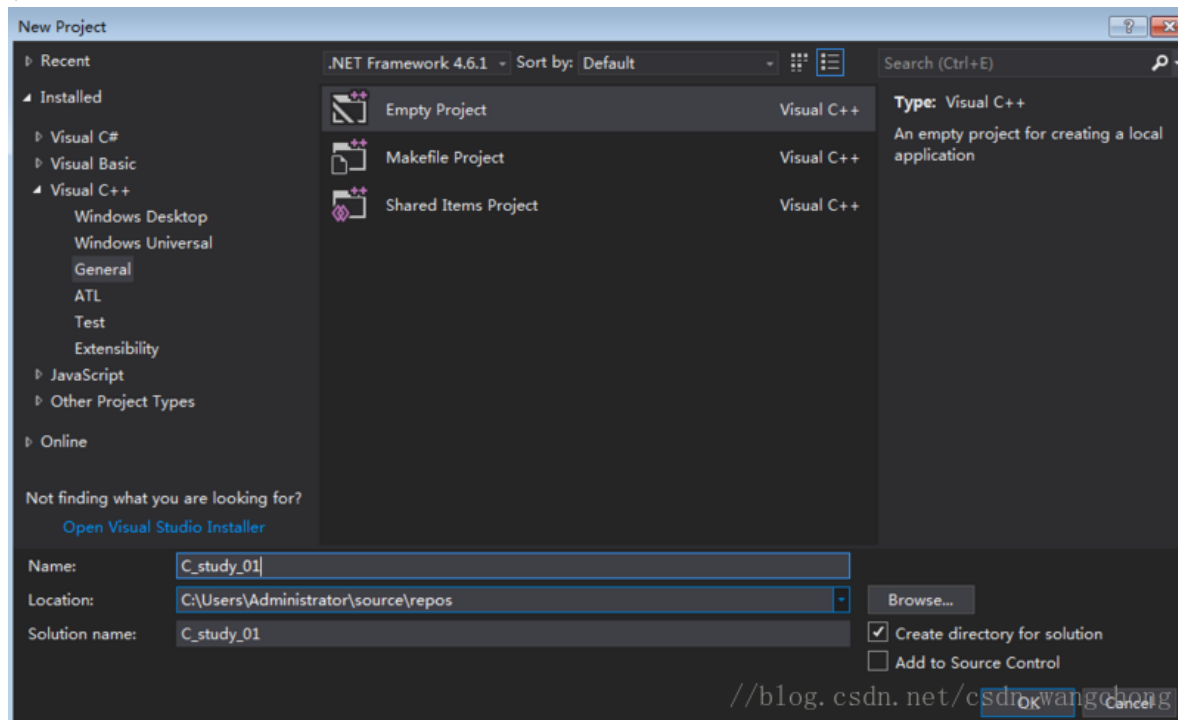 New Project
Recent
Installed
Visual C#
Visual Basic
Visual C++
Windows Desktop
Windows Universal
General
ATL
Test
Extensibility
JavaScript
Other Project Types
Online
Not finding what you are looking for?
Open Visual Studio Installer
.NET Framework 4.6.1 Sort by: Default
Empty Project Visual C++
Makefile Project Visual C++
Shared Items Project Visual C++
Search (Ctrl+E)
Type: Visual C++
An empty project for creating a local
application
Name: C_study_01
Location: C:\Users\Administrator\source\repos
Browse...
Solution name: C_study_01
Create directory for solution
Add to Source Control
OK Cancel
//blog.csdn.net/csdn_wangchong